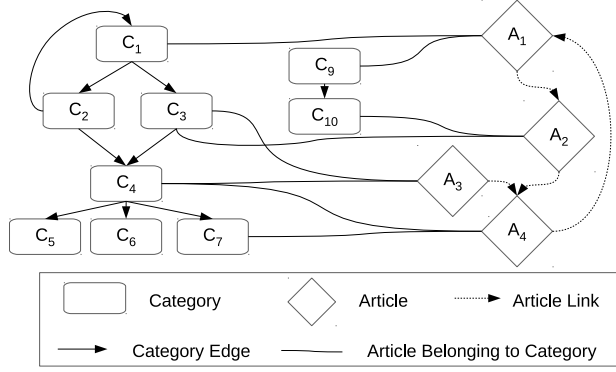 C1
A1
C9
C2
C3
C10
A2
C4
A3
C5
C6
C7
A4
Category
Article
Article Link
Category Edge
Article Belonging to Category